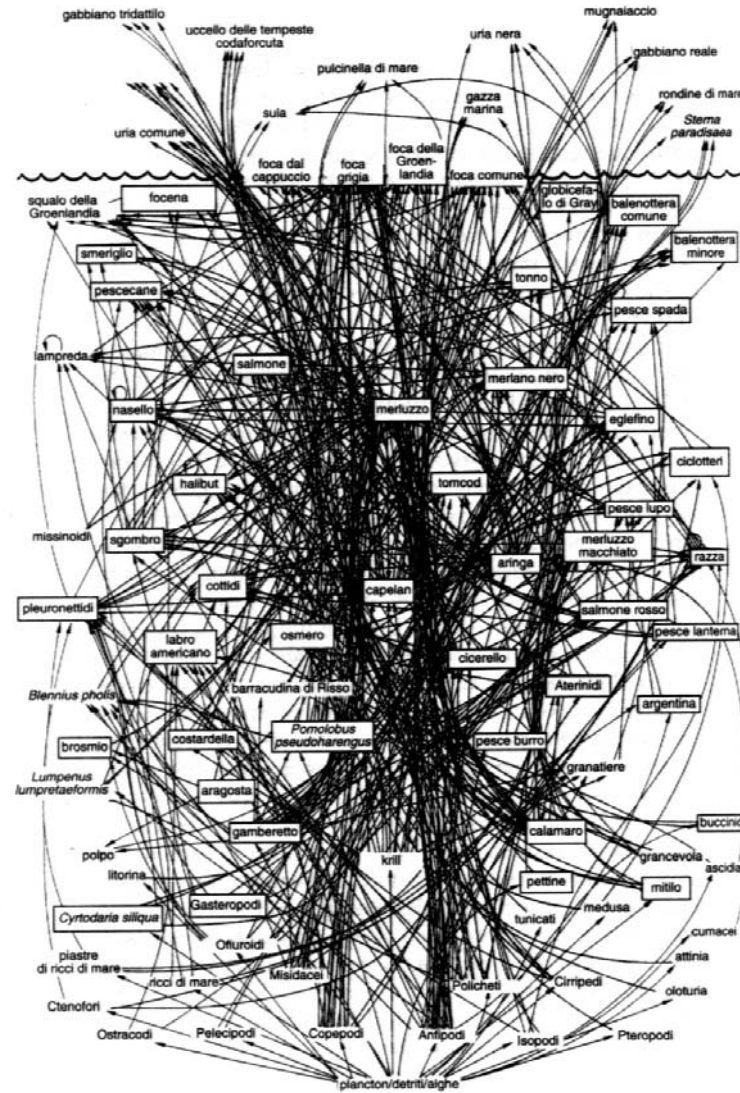 gabbiano tridattilo
mugnaiaccio
uccello delle tempeste
codaforcuta
uria nera
gabbiano reale
pulcinella di mare
gazza
marina
rondine di mare
sula
Sterna
paradisaea
uria comune
foca dal
cappuccio
foca
grigia
foca della
Groen-
landia
foca comune
squalo della
Groenlandia
focena
globicefa-
lo di Gray
balenottera
comune
smeriglio
balenottera
minore
pescecane
tonno
pesce spada
lampreda
salmone
merlano nero
nasello
merluzzo
eglefino
ciclotteri
halibut
tomcod
pesce lupo
missinoidi
sgombro
merluzzo
macchiato
razza
aringa
cottidi
capelan
pleuronettidi
salmone rosso
osmero
pesce lanterna
labro
americano
cicerello
barracudina di Risso
Aterinidi
Blennius pholis
argentina
brosmio
costardella
Pomolobus
pseudoharengus
pesce burro
granatiere
Lumpenus
lumpretaeformis
aragosta
gamberetto
calamaro
buccino
polpo
krill
grancevola
ascidia
litorina
pettine
mitilo
Cyrtodaria siliqua
Gasteropodi
medusa
tunicati
cumacei
Ofiuroidi
piastre
di ricci di mare
ricci di mare
Misidacei
attinia
Policheti
Cirripedi
oloturia
Ctenofori
Ostracodi
Pelecipodi
Copepodi
Anfipodi
Isopodi
Pteropodi
plancton/detriti/alghe